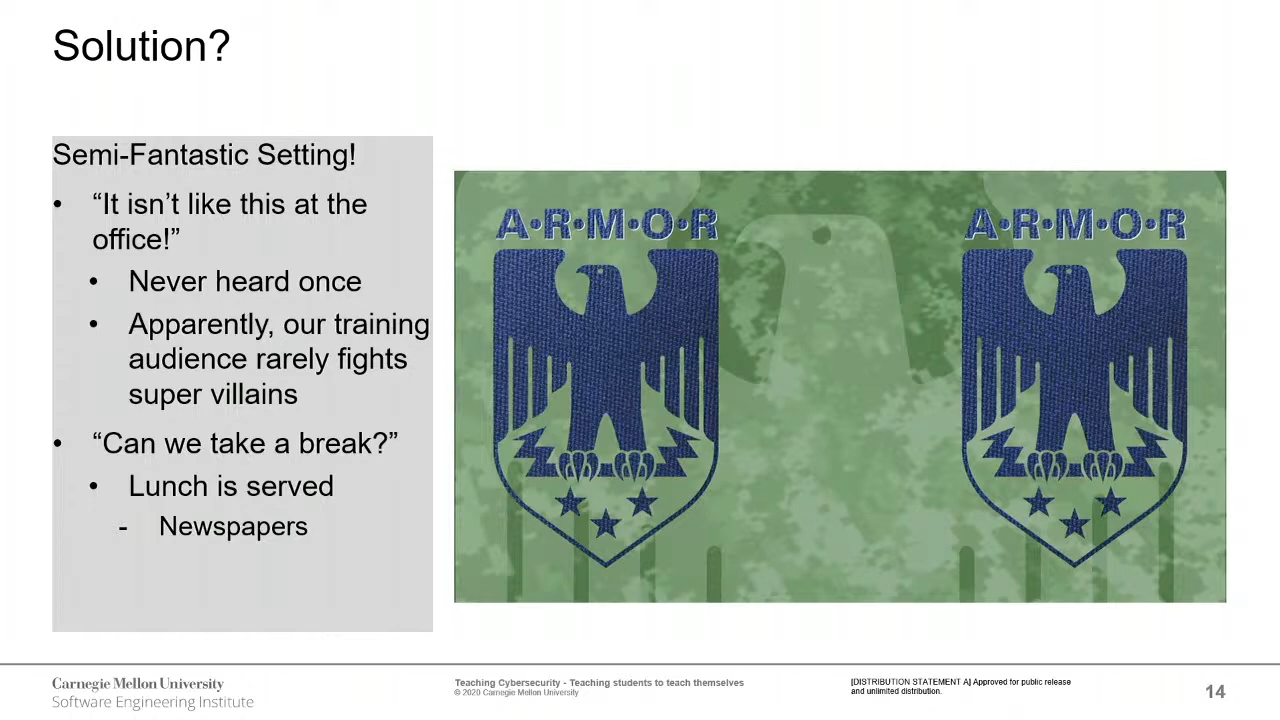 Solution?
Semi-Fantastic Setting!
• “It isn’t like this at the
office!”
• Never heard once
• Apparently, our training
audience rarely fights
super villains
• “Can we take a break?”
• Lunch is served
- Newspapers
A•R•M•O•R
A•R•M•O•R
Carnegie Mellon University
Software Engineering Institute
Teaching Cybersecurity - Teaching students to teach themselves
© 2020 Carnegie Mellon University
[DISTRIBUTION STATEMENT A] Approved for public release
and unlimited distribution.
14